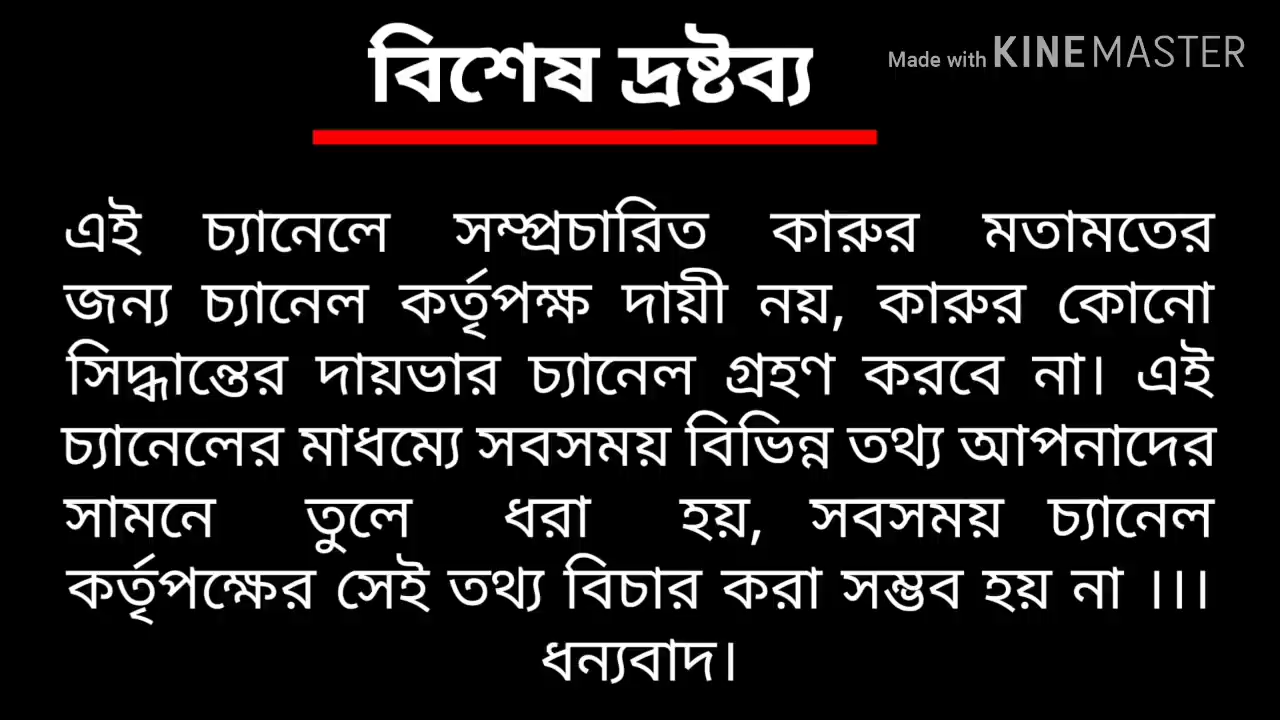 বিশেষ দ্রষ্টব্য
Made with KINEMASTER
এই চ্যানেলে সম্প্রচারিত কারুর মতামতের
জন্য চ্যানেল কর্তৃপক্ষ দায়ী নয়, কারুর কোনো
সিদ্ধান্তের দায়ভার চ্যানেল গ্রহণ করবে না। এই
চ্যানেলের মাধম্যে সবসময় বিভিন্ন তথ্য আপনাদের
সামনে তুলে ধরা হয়, সবসময় চ্যানেল
কর্তৃপক্ষের সেই তথ্য বিচার করা সম্ভব হয় না ।।।
ধন্যবাদ।